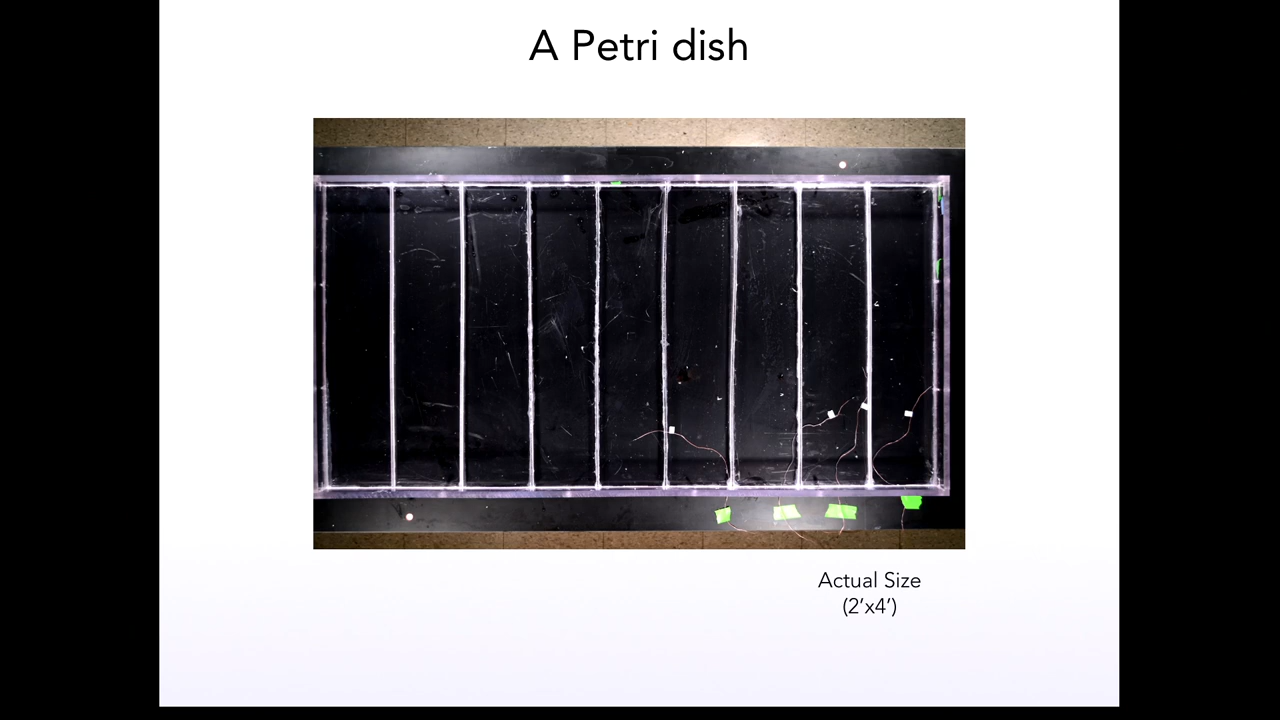 A Petri dish
Actual Size
(2’x4’)